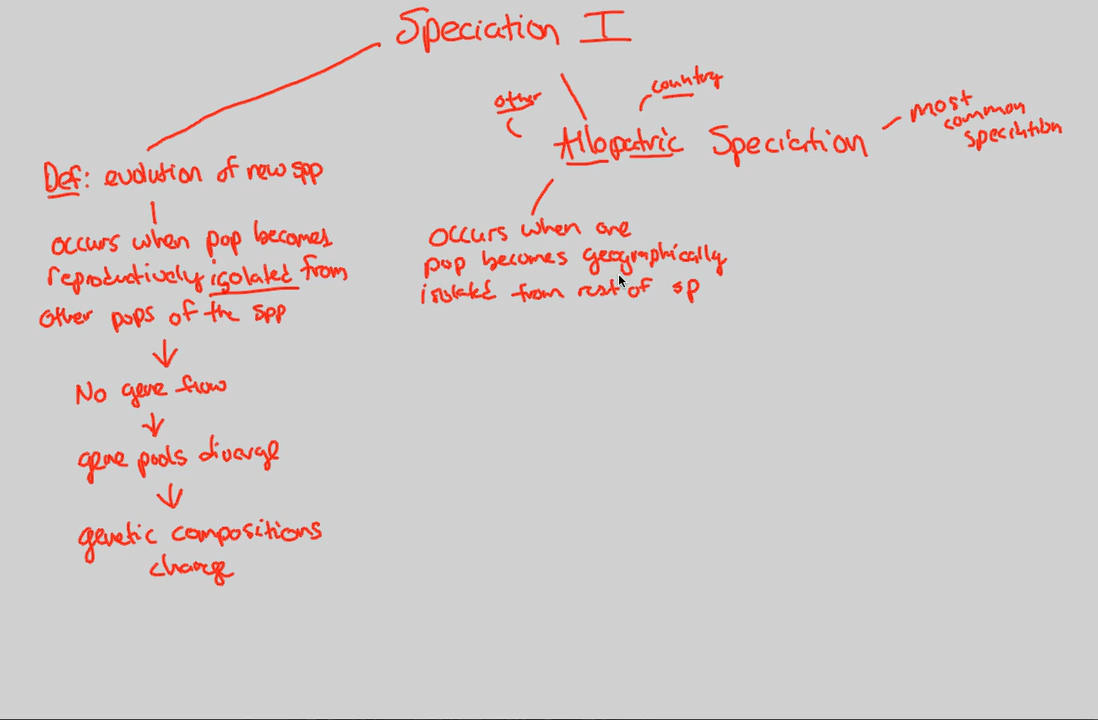 Speciation I
Def: evolution of new spp
occurs when pop becomes
reproductively isolated from
other pops of the spp
No gene flow
gene pools diverge
genetic compositions
change
other
country
Allopatric Speciation
most
common
speciation
occurs when one
pop becomes geographically
isolated from rest of sp